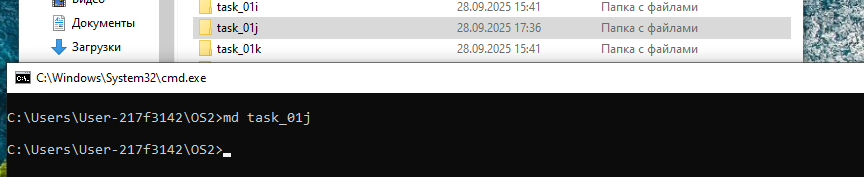 Видео
task_01i 28.09.2025 15:41 Папка с файлами
Документы
task_01j 28.09.2025 17:36 Папка с файлами
Загрузки
task_01k 28.09.2025 15:41 Папка с файлами
C:\Windows\System32\cmd.exe
C:\Users\User-217f3142\OS2>md task_01j
C:\Users\User-217f3142\OS2>